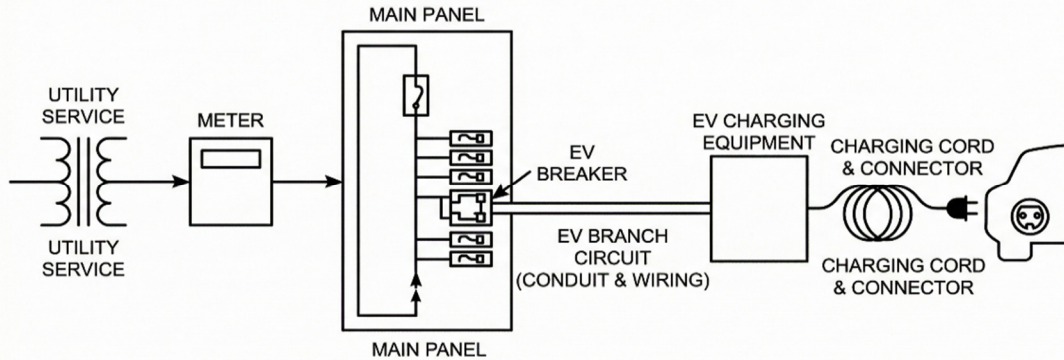 MAIN PANEL
UTILITY
SERVICE
METER
EV
BREAKER
EV CHARGING
EQUIPMENT
CHARGING CORD
& CONNECTOR
EV BRANCH
CIRCUIT
(CONDUIT & WIRING)
UTILITY
SERVICE
CHARGING CORD
& CONNECTOR
MAIN PANEL